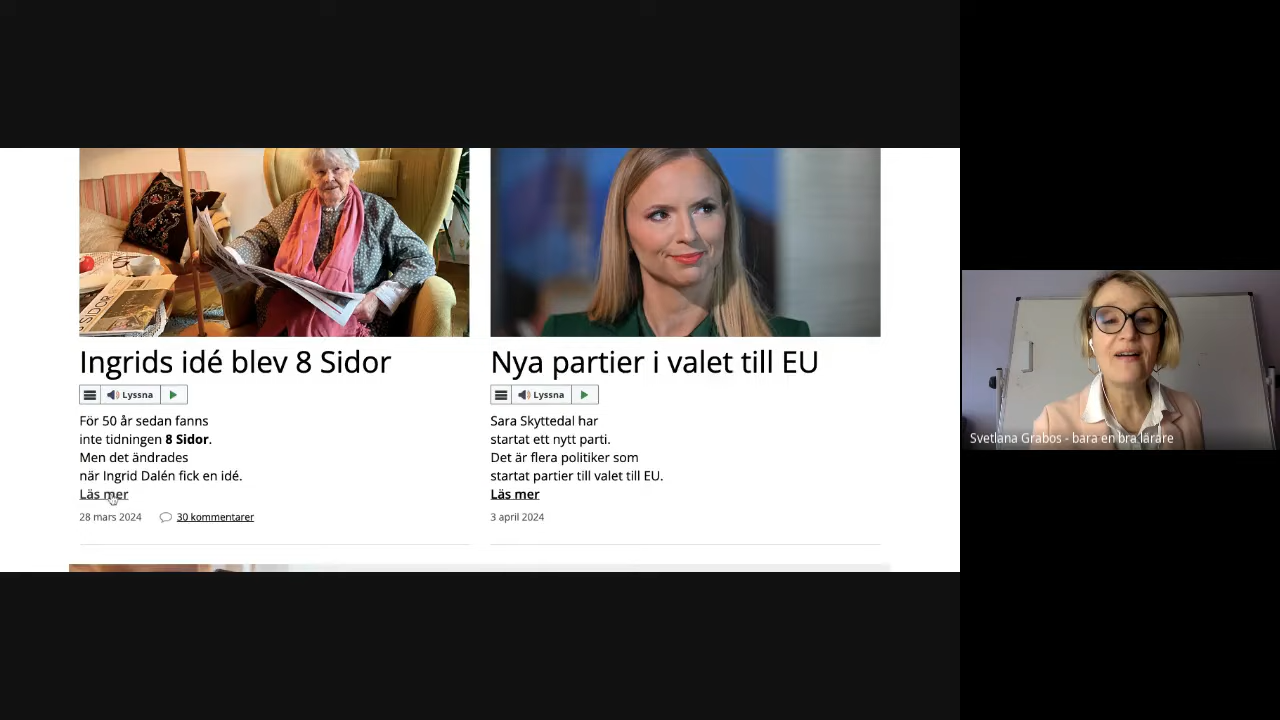 SIDOR
Ingrids idé blev 8 Sidor
Lyssna
För 50 år sedan fanns
inte tidningen 8 Sidor.
Men det ändrades
när Ingrid Dalén fick en idé.
Läs mer
28 mars 2024 30 kommentarer
Nya partier i valet till EU
Lyssna
Sara Skyttedal har
startat ett nytt parti.
Det är flera politiker som
startat partier till valet till EU.
Läs mer
3 april 2024
Svetlana Grabos - bara en bra lärare